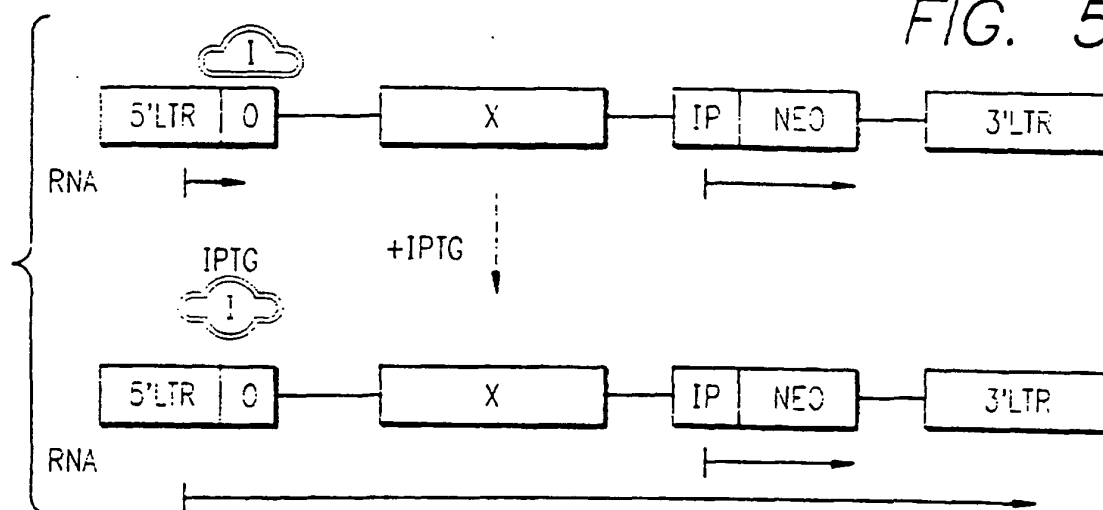 FIG. 5
I
5'LTR O X IP NEO 3'LTR
RNA
+IPTG
IPTG
I
5'LTR O X IP NEO 3'LTR
RNA